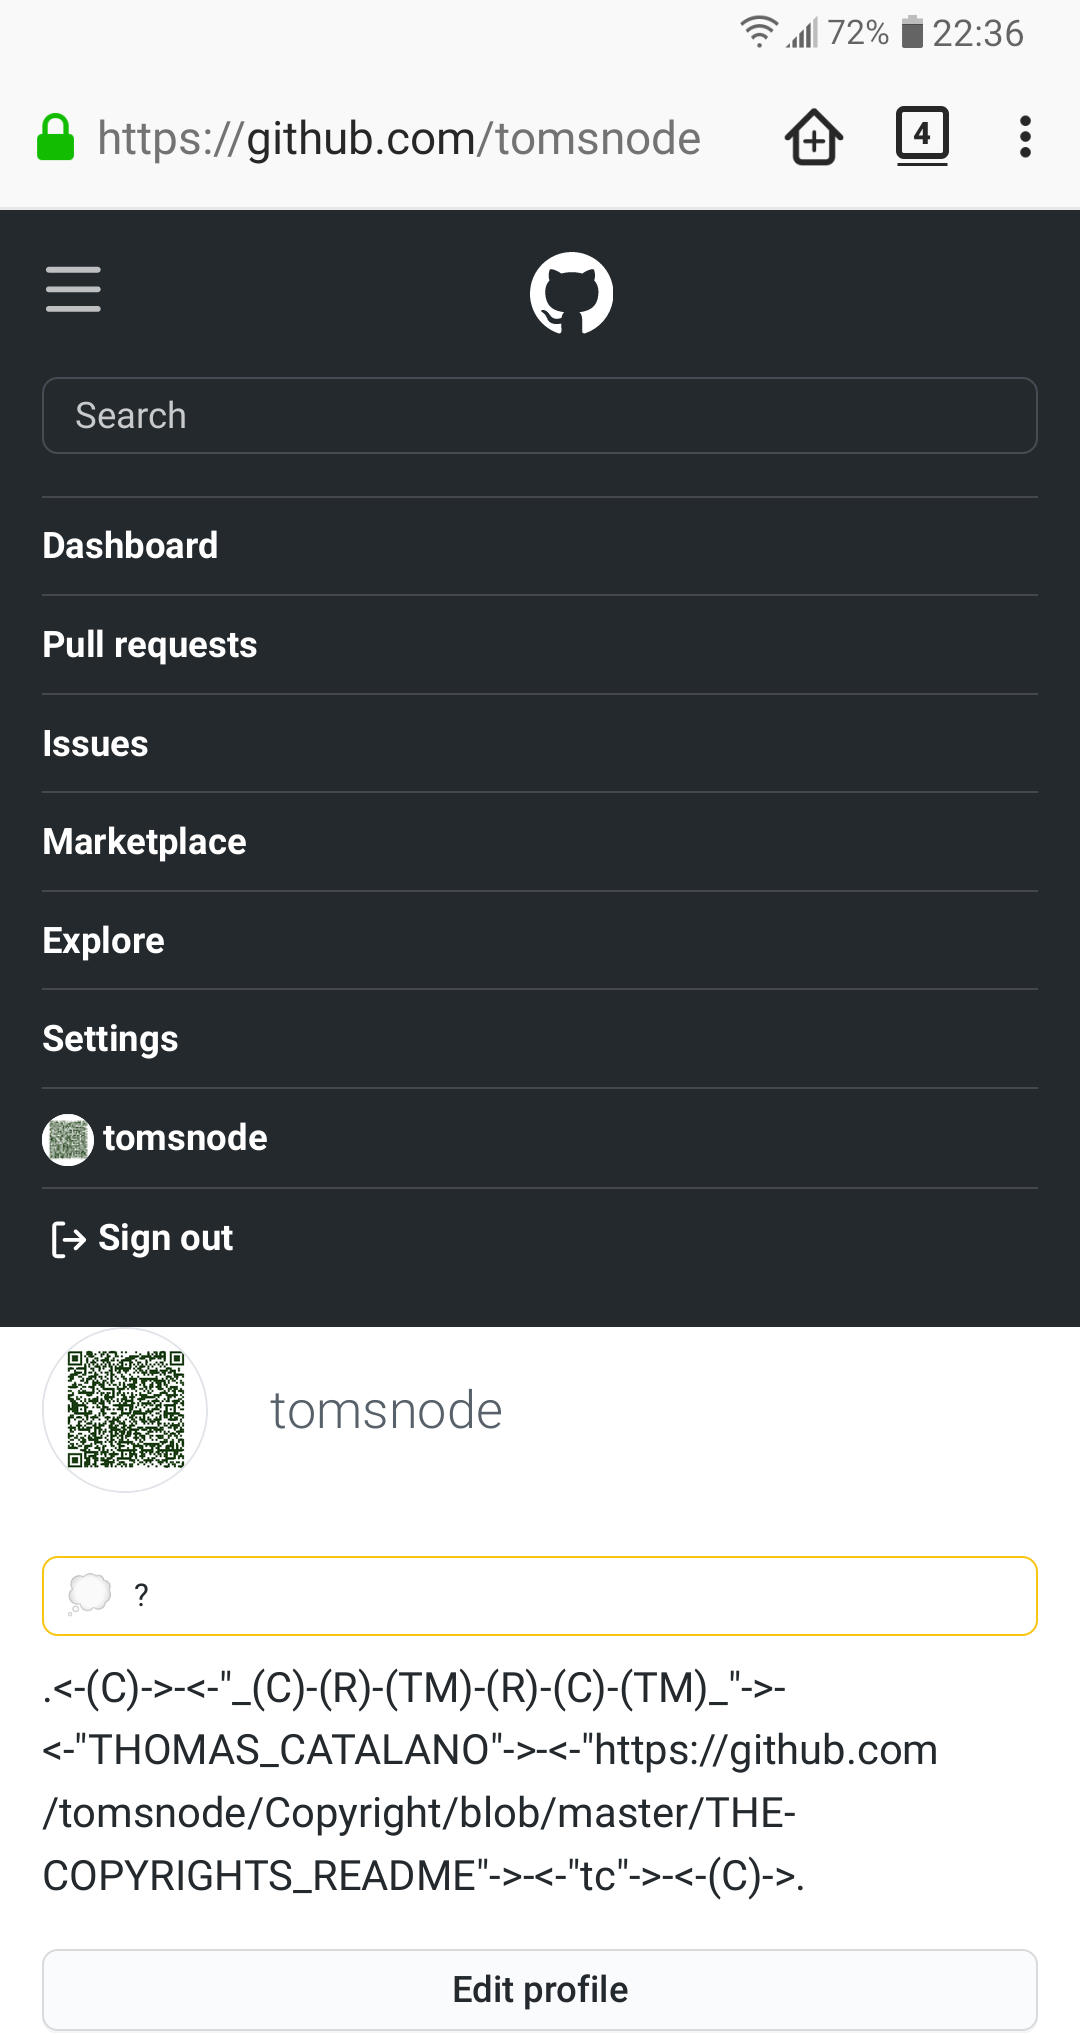 72% 22:36
https://github.com/tomsnode 4
Search
Dashboard
Pull requests
Issues
Marketplace
Explore
Settings
tomsnode
Sign out
tomsnode
?
.<-(C)->-<-"_(C)-(R)-(TM)-(R)-(C)-(TM)_"->-
<-"THOMAS_CATALANO"->-<-"https://github.com
/tomsnode/Copyright/blob/master/THE-
COPYRIGHTS_README"->-<-"tc"->-<-(C)->.
Edit profile